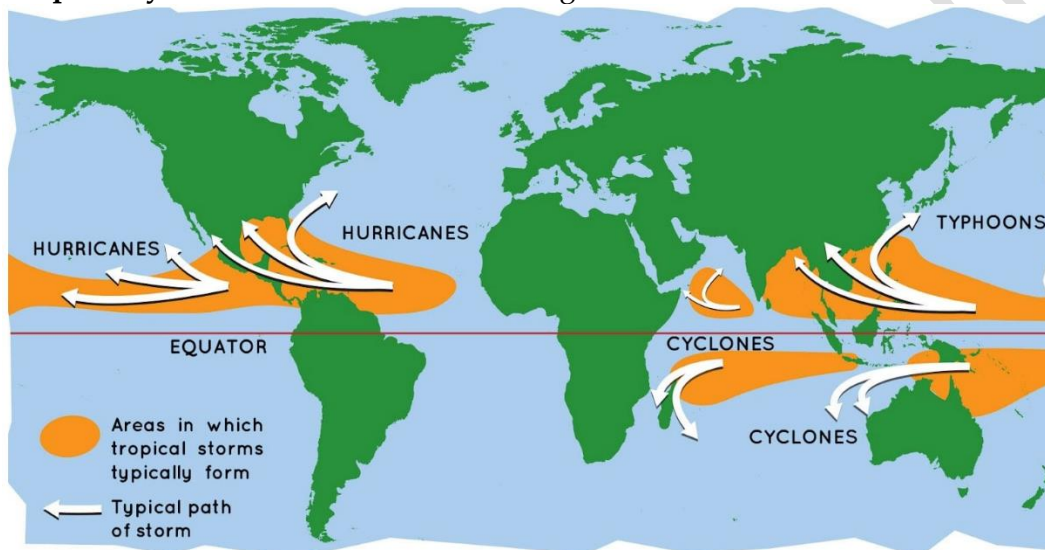 HURRICANES
HURRICANES
TYPHOONS
EQUATOR
CYCLONES
CYCLONES
Areas in which
tropical storms
typically form
Typical path
of storm